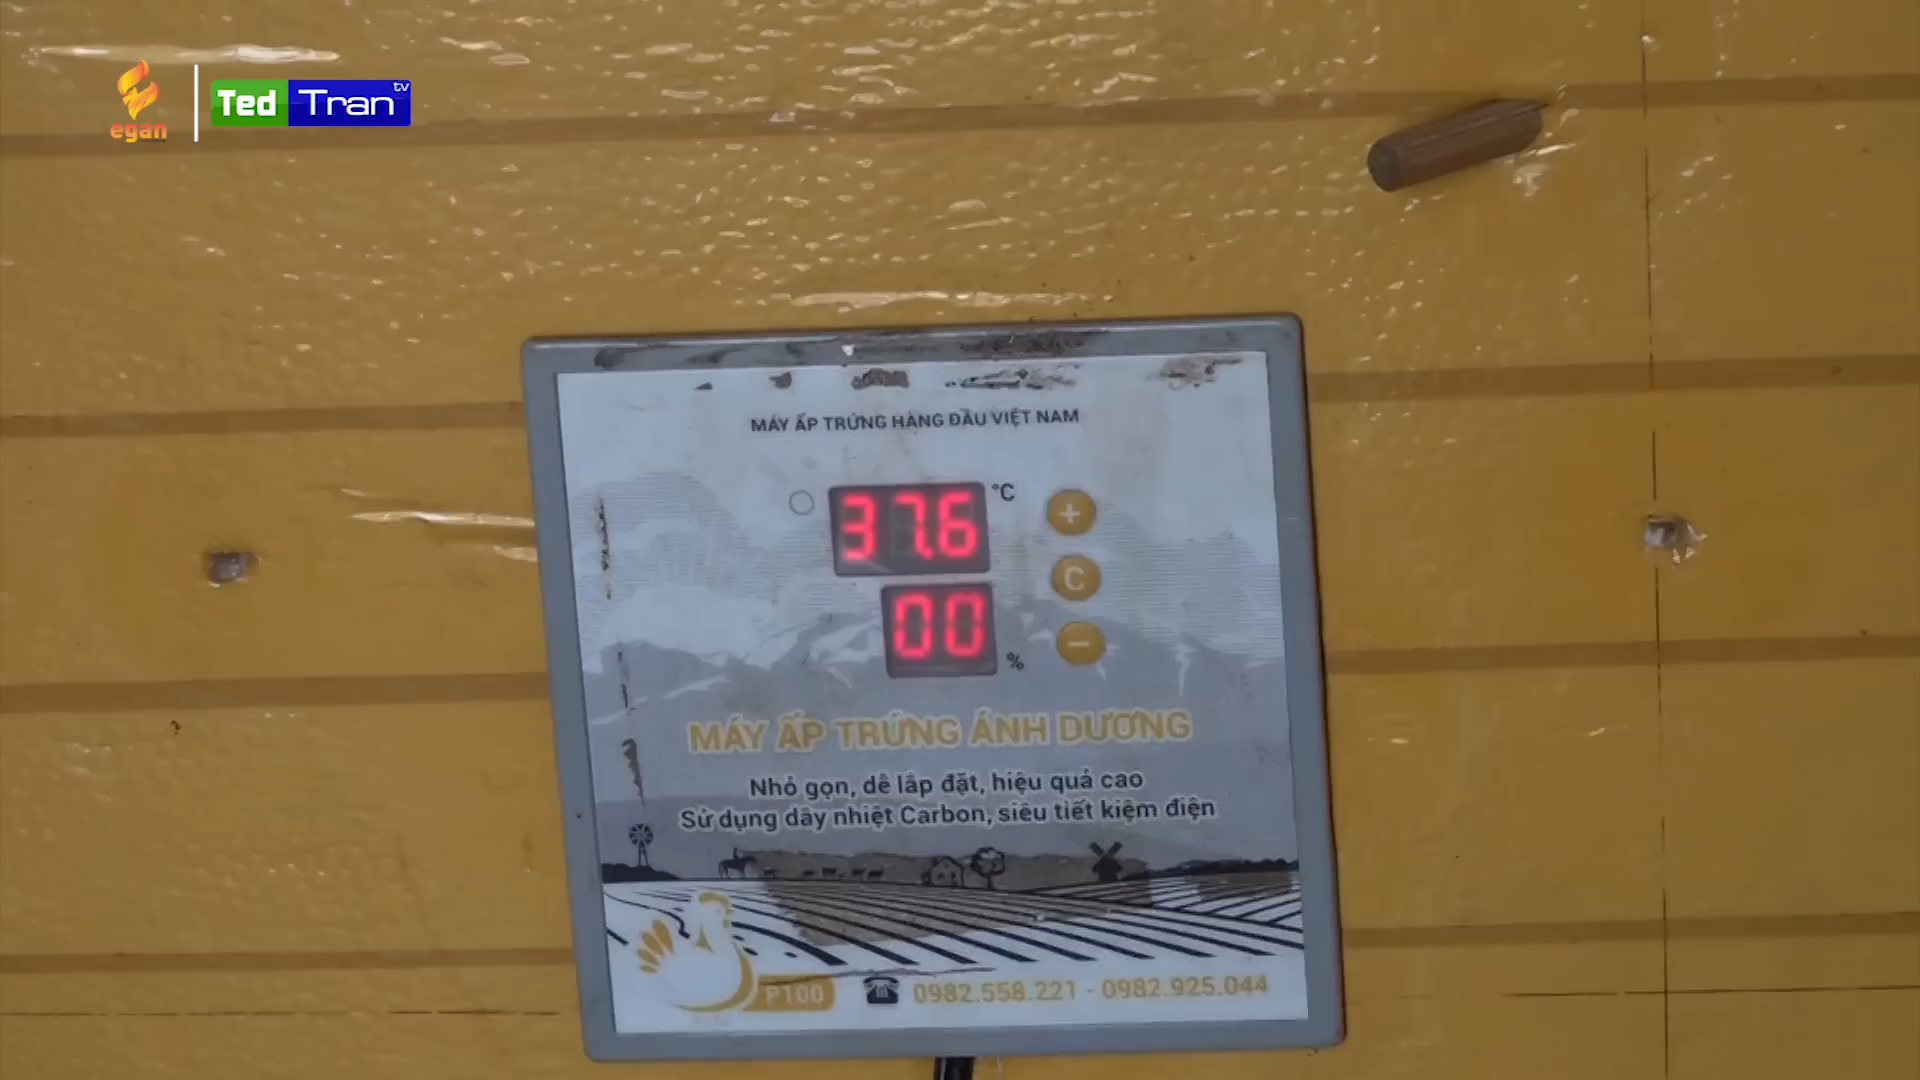 egan
Ted Tran tv
MÁY ẤP TRỨNG HÀNG ĐẦU VIỆT NAM
37.6 °C
+
C
00 %
−
MÁY ẤP TRỨNG ÁNH DƯƠNG
Nhỏ gọn, dễ lắp đặt, hiệu quả cao
Sử dụng dây nhiệt Carbon, siêu tiết kiệm điện
P100 0982.558.221 - 0982.925.044